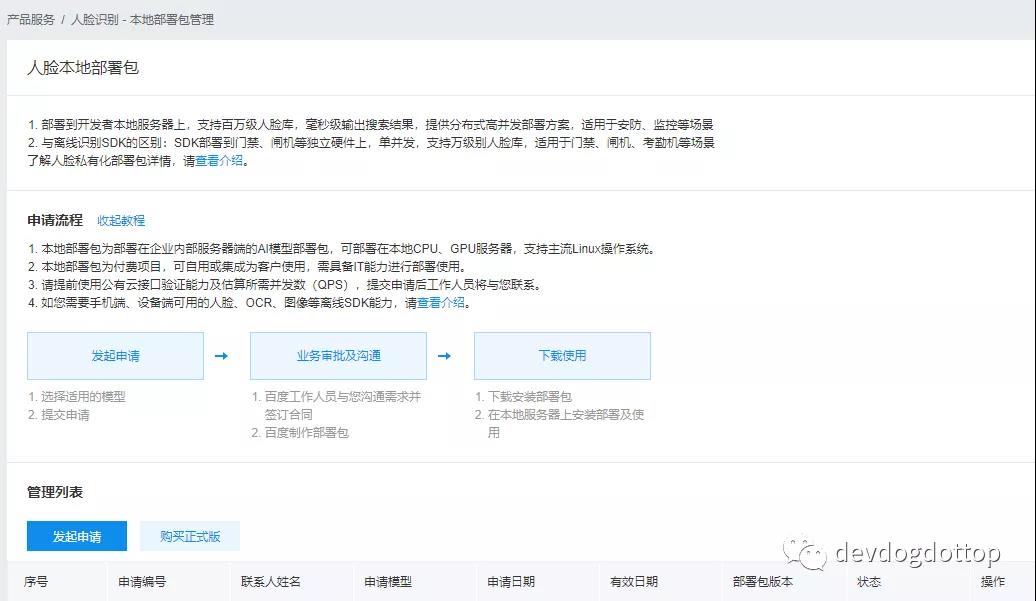 产品服务 / 人脸识别 - 本地部署包管理
人脸本地部署包
1. 部署到开发者本地服务器上，支持百万级人脸库，毫秒级输出搜索结果，提供分布式高并发部署方案，适用于安防、监控等场景
2. 与离线识别SDK的区别：SDK部署到门禁、闸机等独立硬件上，单并发，支持万级别人脸库，适用于门禁、闸机、考勤机等场景
了解人脸私有化部署包详情，请查看介绍。
申请流程 收起教程
1. 本地部署包为部署在企业内部服务器端的AI模型部署包，可部署在本地CPU、GPU服务器，支持主流Linux操作系统。
2. 本地部署包为付费项目，可自用或集成为客户使用，需具备IT能力进行部署使用。
3. 请提前使用公有云接口验证能力及估算所需并发数（QPS），提交申请后工作人员将与您联系。
4. 如您需要手机端、设备端可用的人脸、OCR、图像等离线SDK能力，请查看介绍。
发起申请 → 业务审批及沟通 → 下载使用
1. 选择适用的模型
2. 提交申请
1. 百度工作人员与您沟通需求并
签订合同
2. 百度制作部署包
1. 下载安装部署包
2. 在本地服务器上安装部署及使
用
管理列表
发起申请 购买正式版
devdogdottop
序号 申请编号 联系人姓名 申请模型 申请日期 有效日期 部署包版本 状态 操作